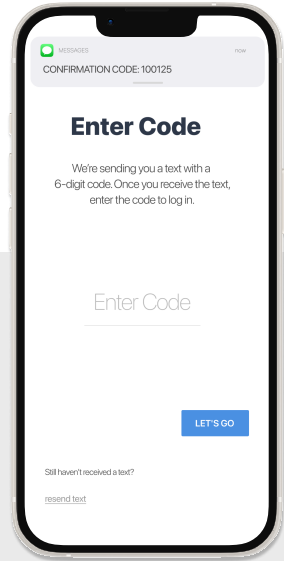 MESSAGES
now
CONFIRMATION CODE: 100125
Enter Code
We're sending you a text with a
6-digit code. Once you receive the text,
enter the code to log in.
Enter Code
LET'S GO
Still haven't received a text?
resend text